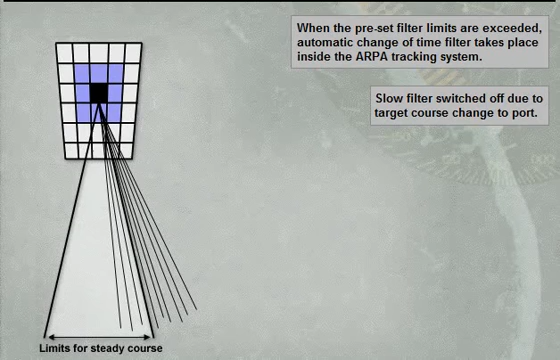 When the pre-set filter limits are exceeded,
automatic change of time filter takes place
inside the ARPA tracking system.
Slow filter switched off due to
target course change to port.
Limits for steady course